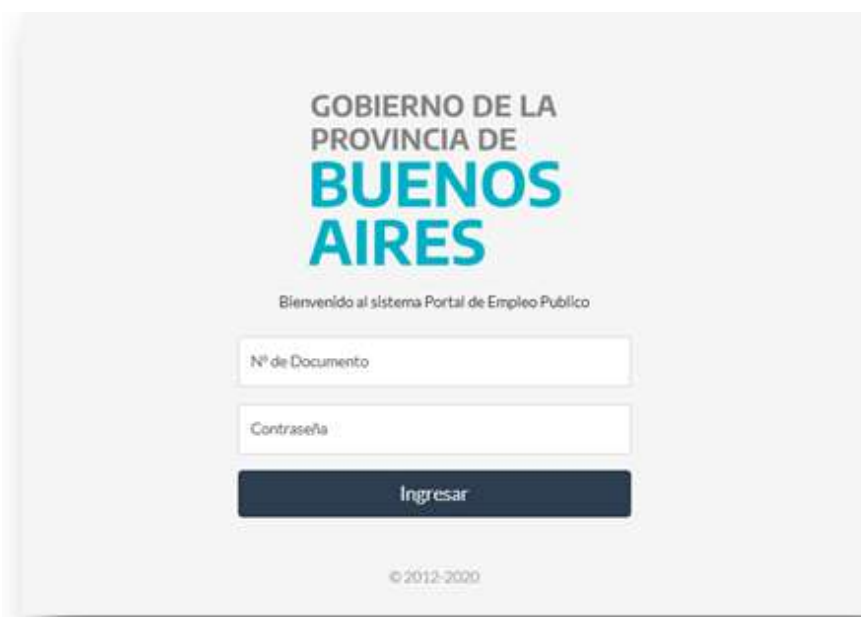 GOBIERNO DE LA
PROVINCIA DE
BUENOS
AIRES
Bienvenido al sistema Portal de Empleo Publico
Nº de Documento
Contraseña
Ingresar
© 2012-2020